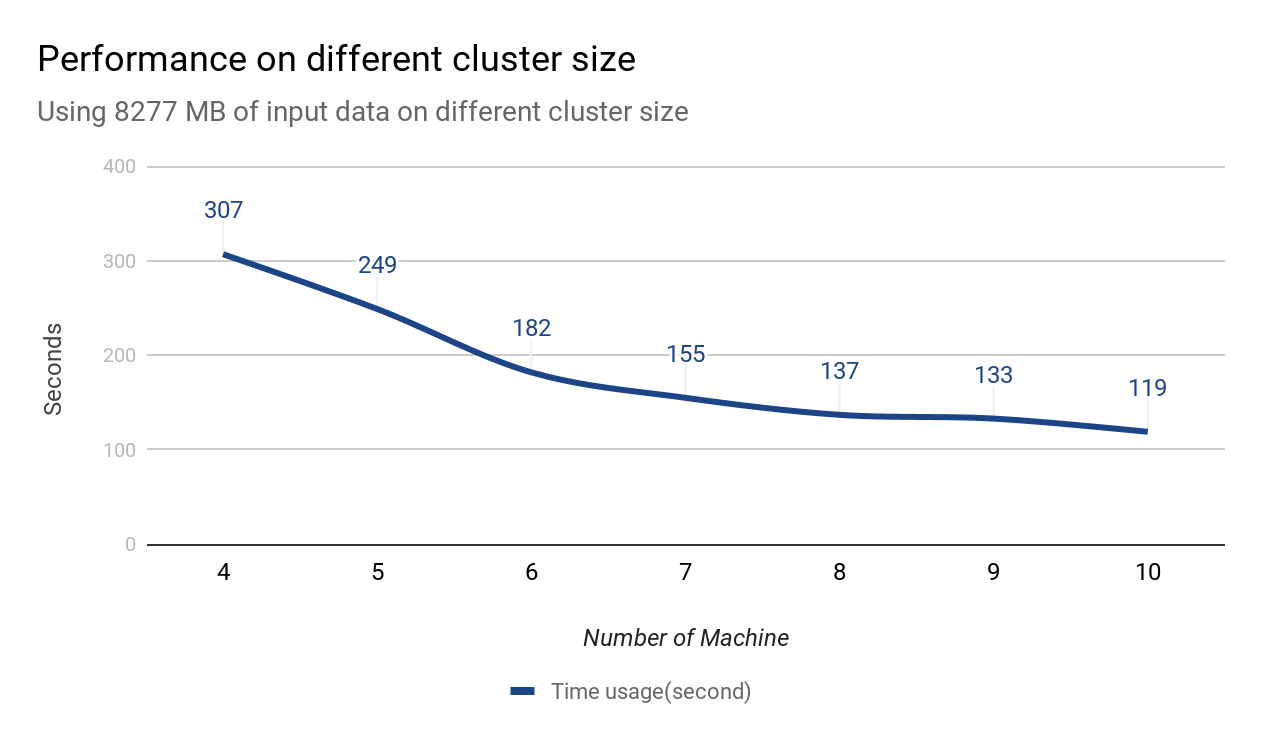 Performance on different cluster size
Using 8277 MB of input data on different cluster size
400
307
300
249
182
200
155
137
133
119
100
0
Seconds
4 5 6 7 8 9 10
Number of Machine
Time usage(second)